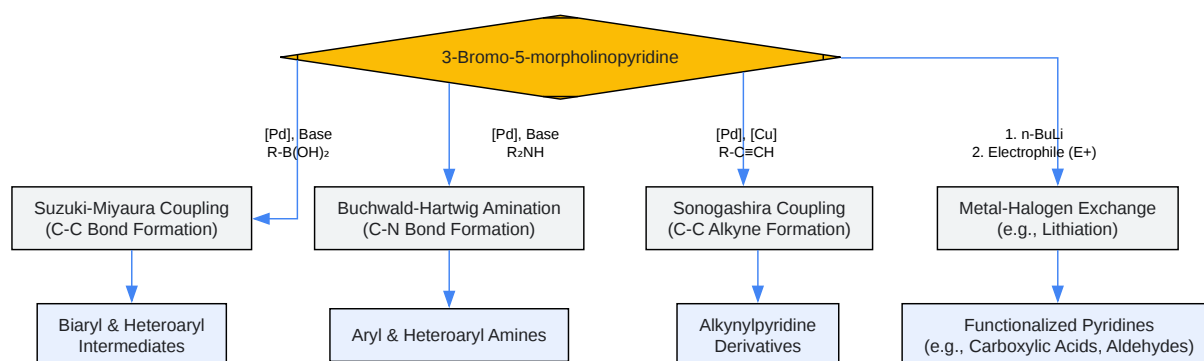 3-Bromo-5-morpholinopyridine
[Pd], Base
R-B(OH)₂
[Pd], Base
R₂NH
[Pd], [Cu]
R-C≡CH
1. n-BuLi
2. Electrophile (E+)
Suzuki-Miyaura Coupling
(C-C Bond Formation)
Buchwald-Hartwig Amination
(C-N Bond Formation)
Sonogashira Coupling
(C-C Alkyne Formation)
Metal-Halogen Exchange
(e.g., Lithiation)
Biaryl & Heteroaryl
Intermediates
Aryl & Heteroaryl Amines
Alkynylpyridine
Derivatives
Functionalized Pyridines
(e.g., Carboxylic Acids, Aldehydes)